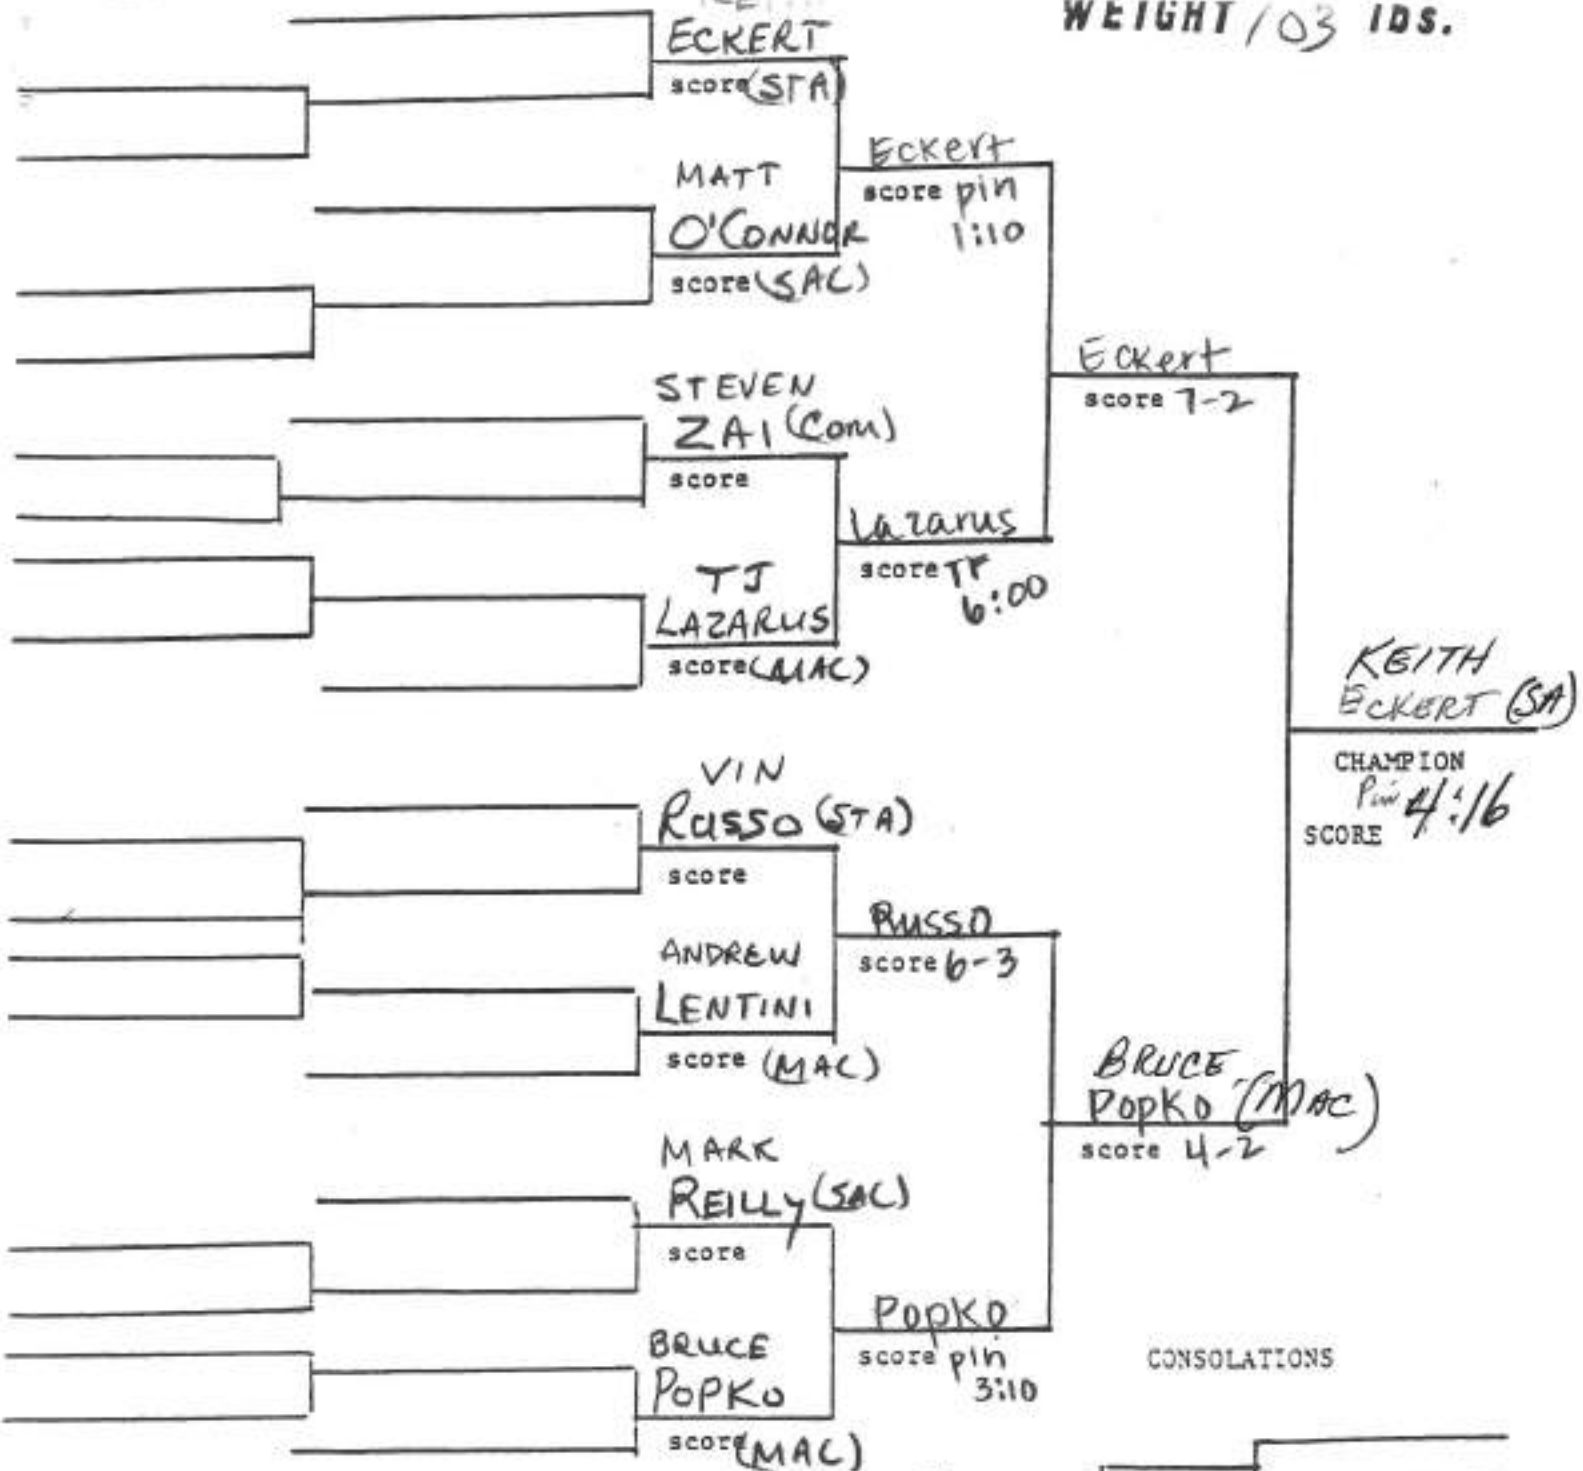 WEIGHT 103 lbs.
ECKERT
score (STA)
MATT
O'CONNOR
score (SAC)
Eckert
score pin
1:10
STEVEN
ZAI (Com)
score
TJ
LAZARUS
score (MAC)
Lazarus
score TF
6:00
Eckert
score 7-2
VIN
RUSSO (STA)
score
ANDREW
LENTINI
score (MAC)
RUSSO
score 6-3
MARK
REILLY (SAC)
score
BRUCE
POPKO
score (MAC)
POPKO
score pin
3:10
BRUCE
POPKO (MAC)
score 4-2
KEITH
ECKERT (SA)
CHAMPION
Pin 4:16
SCORE
CONSOLATIONS